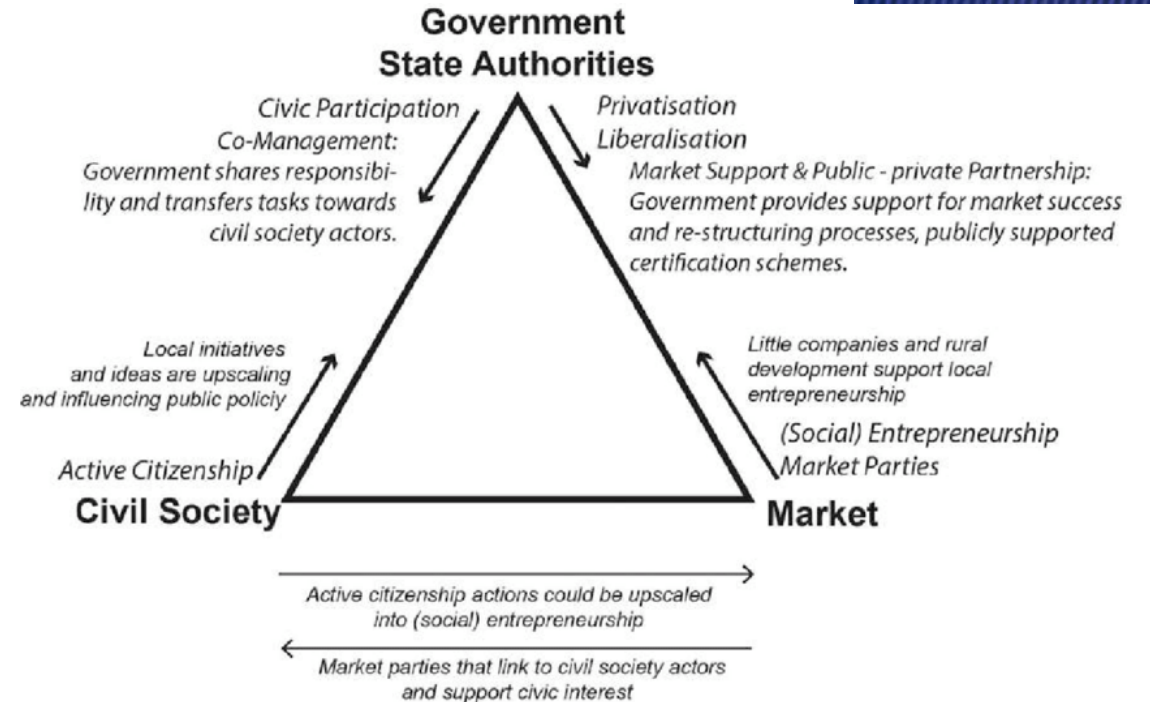 Government
State Authorities
Civic Participation
Co-Management:
Government shares responsibi-
lity and transfers tasks towards
civil society actors.
Privatisation
Liberalisation
Market Support & Public - private Partnership:
Government provides support for market success
and re-structuring processes, publicly supported
certification schemes.
Local initiatives
and ideas are upscaling
and influencing public policiy
Active Citizenship
Civil Society
Little companies and rural
development support local
entrepreneurship
(Social) Entrepreneurship
Market Parties
Market
Active citizenship actions could be upscaled
into (social) entrepreneurship
Market parties that link to civil society actors
and support civic interest